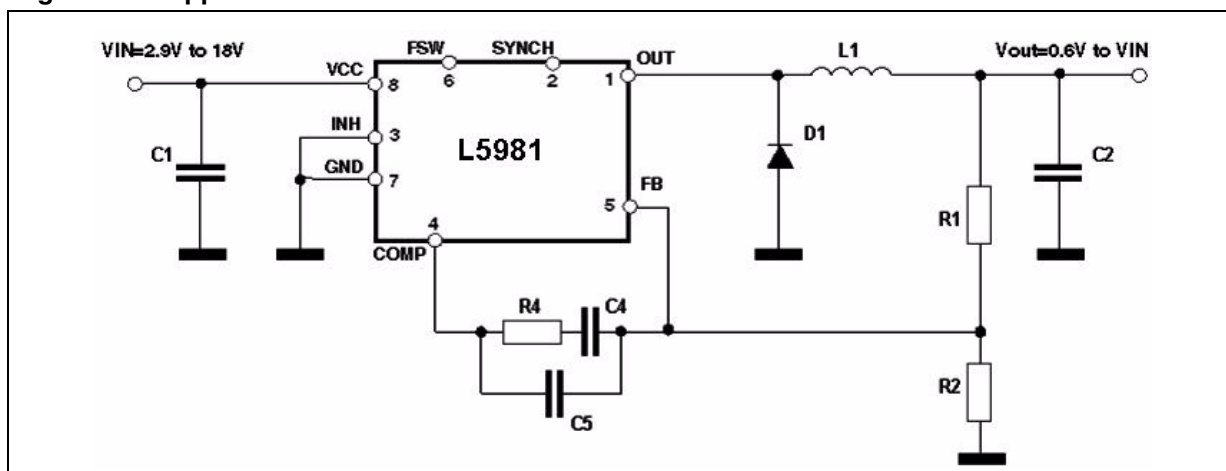 VIN=2.9V to 18V
FSW
SYNCH
OUT
L1
Vout=0.6V to VIN
VCC
8
6
2
1
INH
3
L5981
D1
C1
C2
GND
7
FB
5
R1
4
COMP
R4
C4
R2
C5